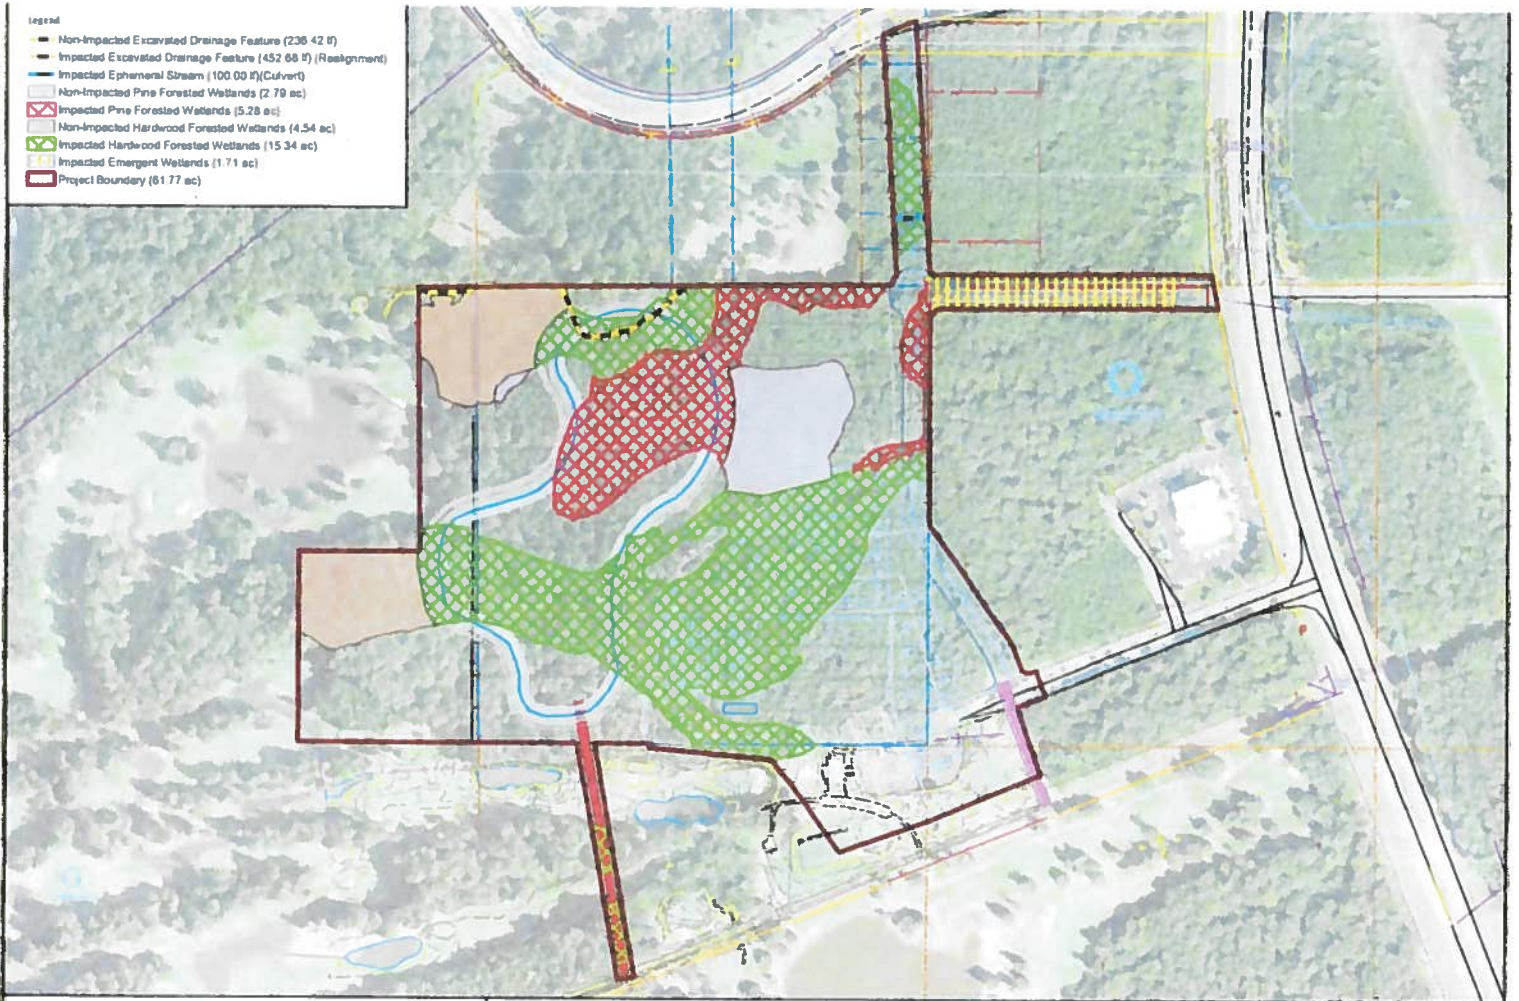 Legend
Non-Impacted Excavated Drainage Feature (236.42 lf)
Impacted Excavated Drainage Feature (452.68 lf) (Realignment)
Impacted Ephemeral Stream (100.00 lf)(Culvert)
Non-Impacted Pine Forested Wetlands (2.79 ac)
Impacted Pine Forested Wetlands (5.28 ac)
Non-Impacted Hardwood Forested Wetlands (4.54 ac)
Impacted Hardwood Forested Wetlands (15.34 ac)
Impacted Emergent Wetlands (1.71 ac)
Project Boundary (61.77 ac)